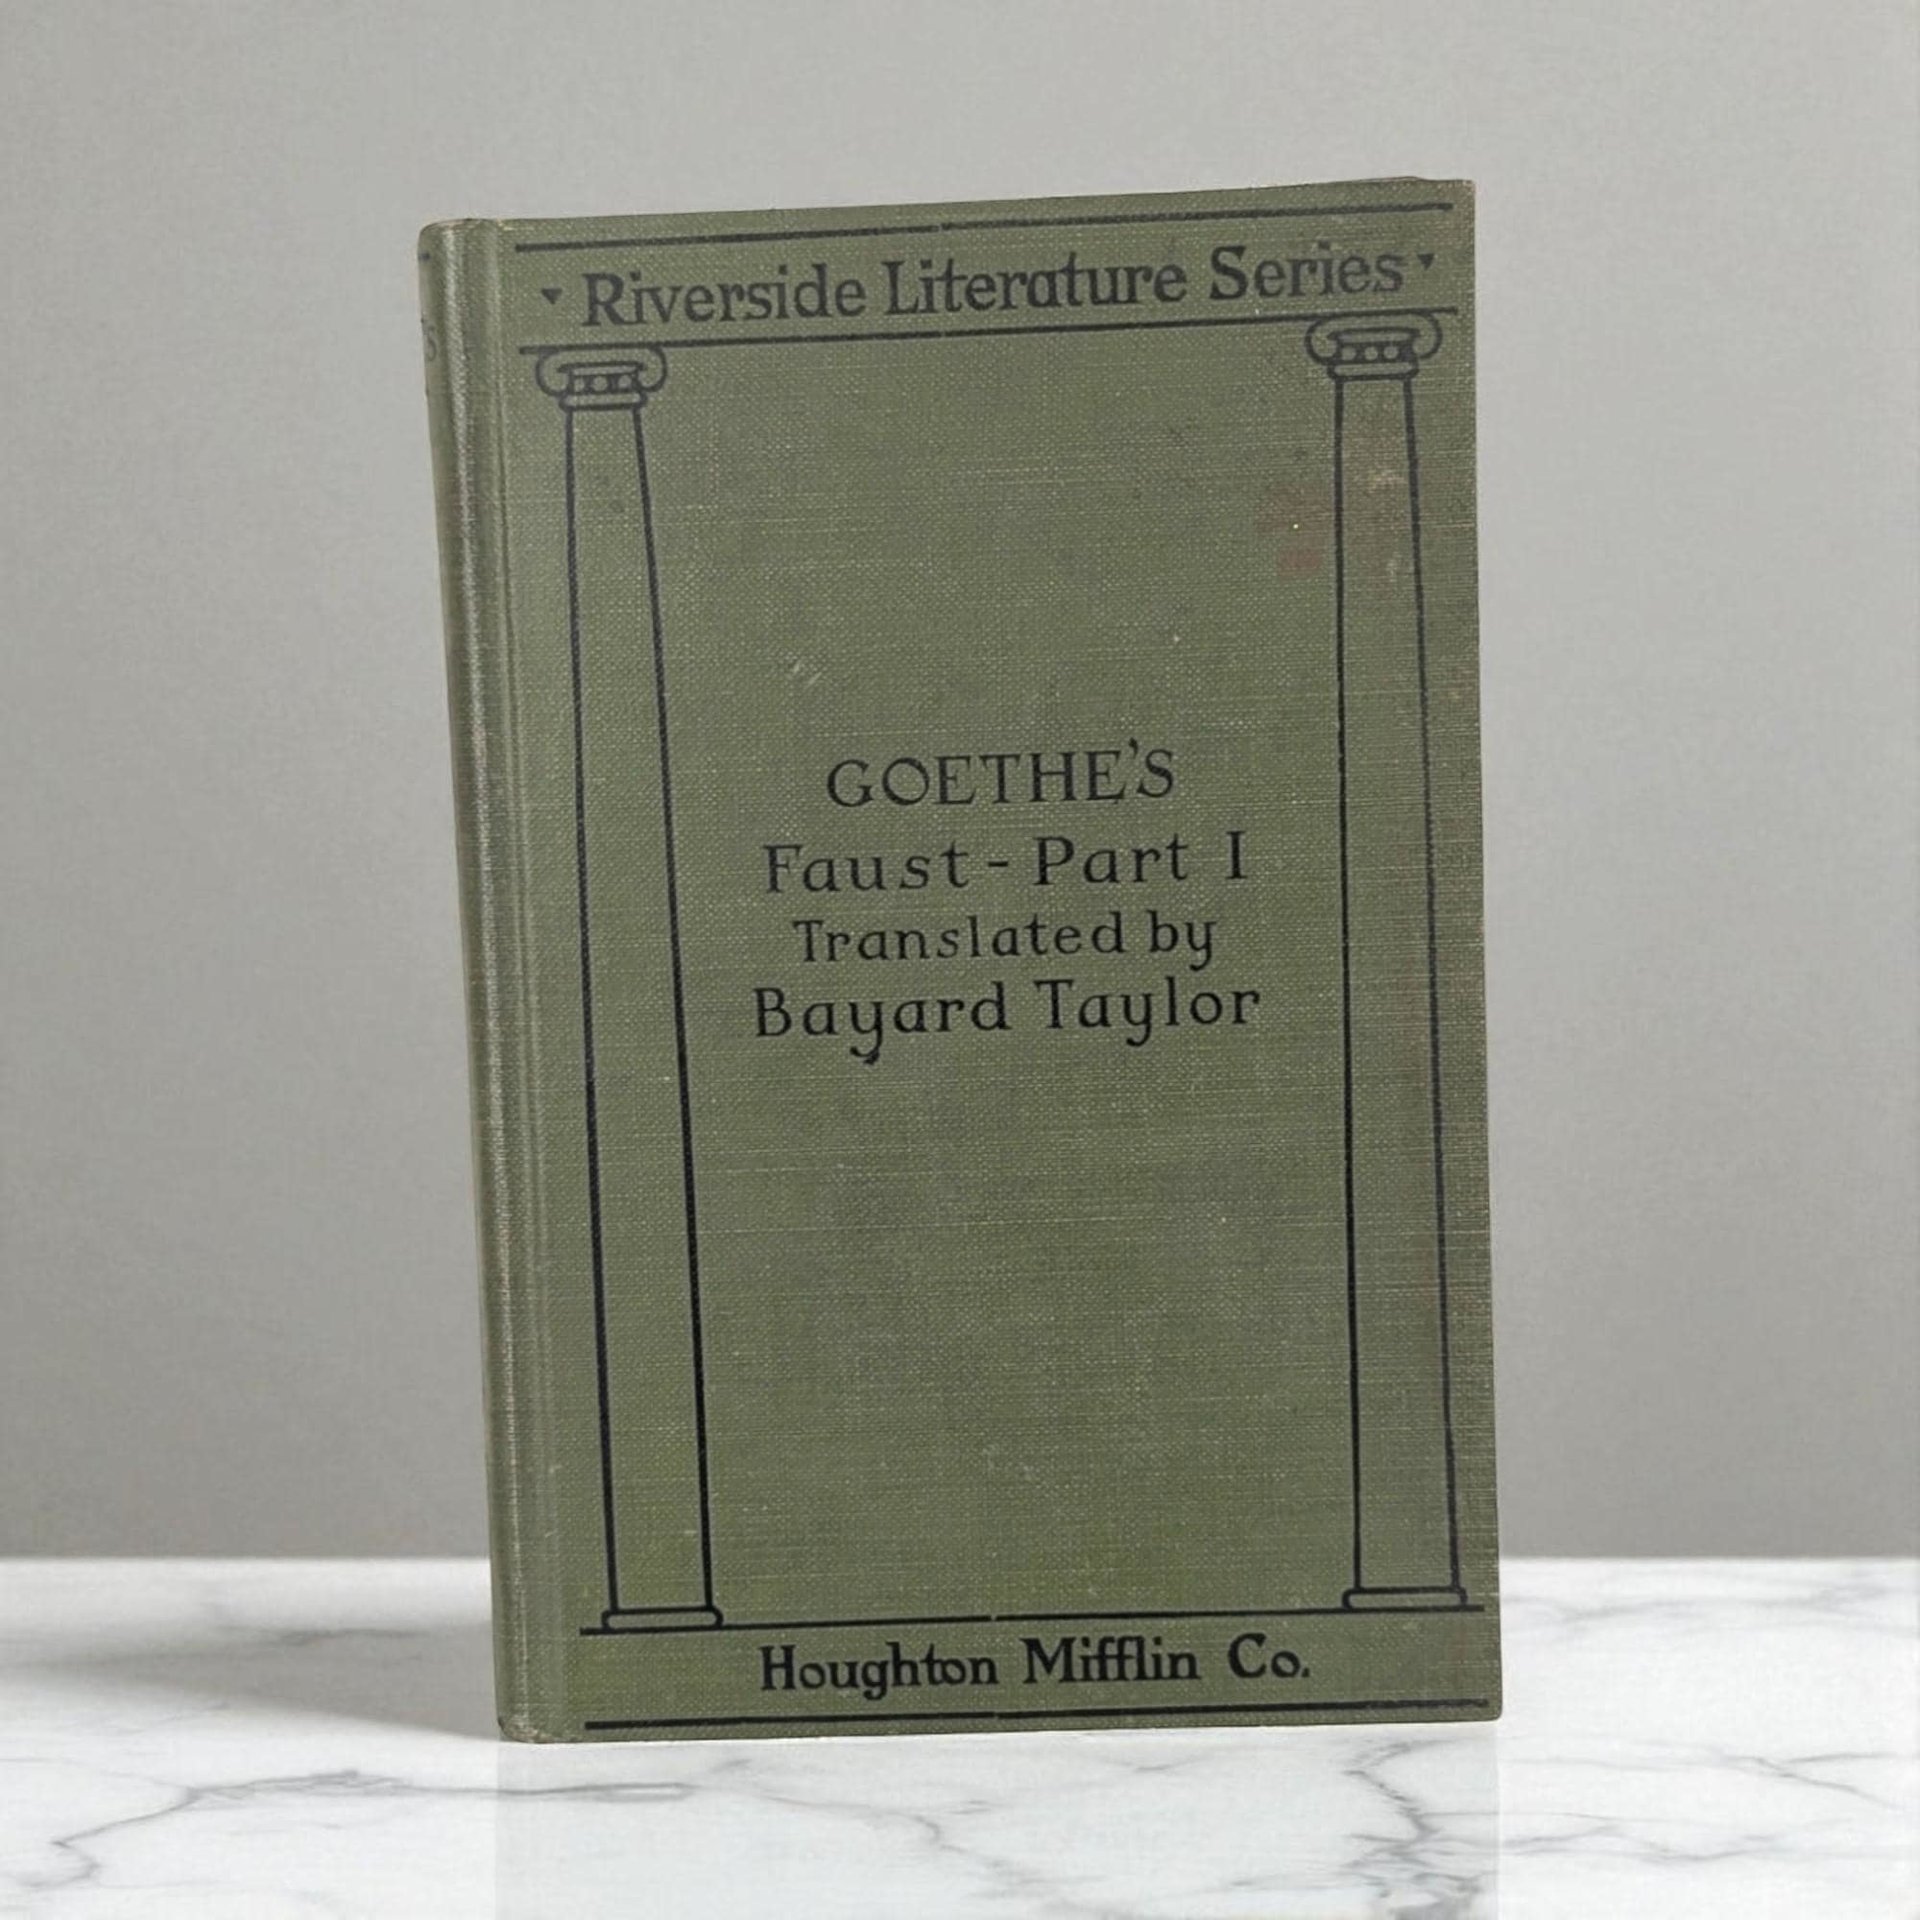 Riverside Literature Series
GOETHE'S
Faust - Part I
Translated by
Bayard Taylor
Houghton Mifflin Co.